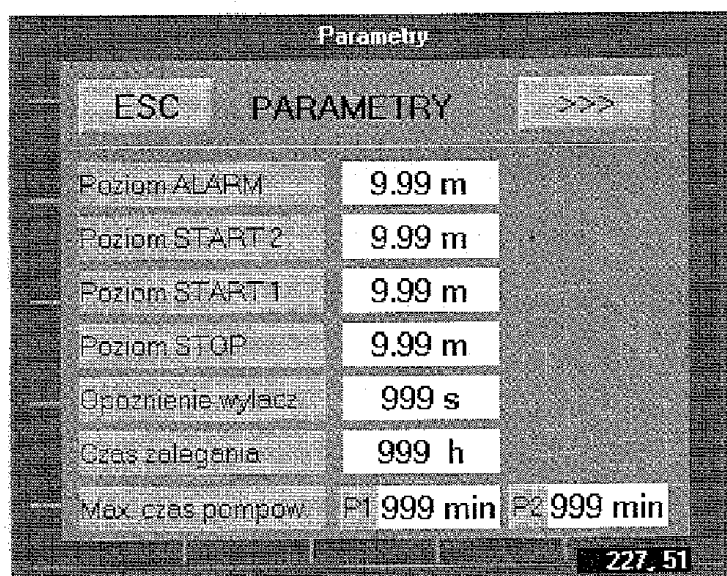 Parametry
ESC PARAMETRY >>>
Poziom ALARM 9.99 m
Poziom START 2 9.99 m
Poziom START 1 9.99 m
Poziom STOP 9.99 m
Opoznienie wylacz 999 s
Czas zalegania 999 h
Max. czas pompow. P1 999 min P2 999 min
227, 51